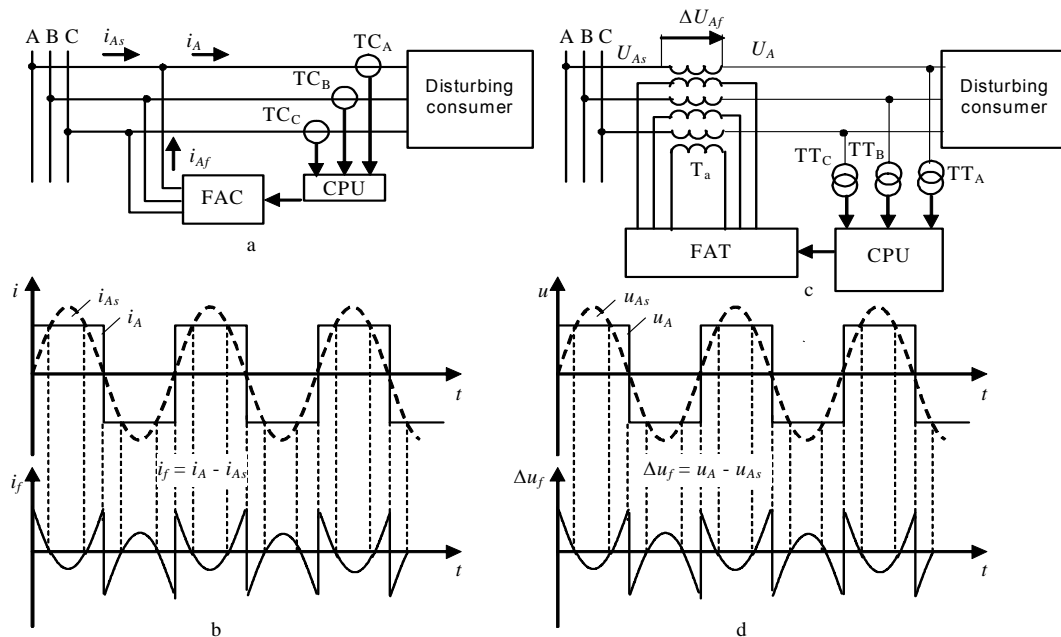 A B C
i_As
i_A
TC_A
TC_B
TC_C
Disturbing
consumer
i_Af
FAC
CPU
a
A B C
U_As
ΔU_Af
U_A
Disturbing
consumer
T_a
TT_C
TT_B
TT_A
FAT
CPU
c
i
i_As
i_A
t
i_f = i_A - i_As
i_f
t
b
u
u_As
u_A
t
Δu_f = u_A - u_As
Δu_f
t
d